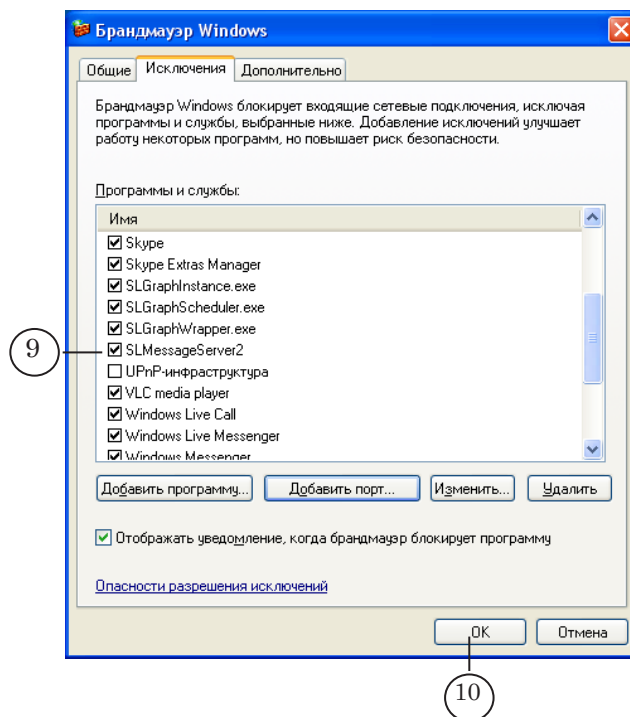 Брандмауэр Windows
Общие Исключения Дополнительно
Брандмауэр Windows блокирует входящие сетевые подключения, исключая
программы и службы, выбранные ниже. Добавление исключений улучшает
работу некоторых программ, но повышает риск безопасности.
Программы и службы:
Имя
Skype
Skype Extras Manager
SLGraphInstance.exe
SLGraphScheduler.exe
SLGraphWrapper.exe
9 SLMessageServer2
UPnP-инфраструктура
VLC media player
Windows Live Call
Windows Live Messenger
Windows Messenger
Добавить программу... Добавить порт... Изменить... Удалить
Отображать уведомление, когда брандмауэр блокирует программу
Опасности разрешения исключений
OK Отмена
10